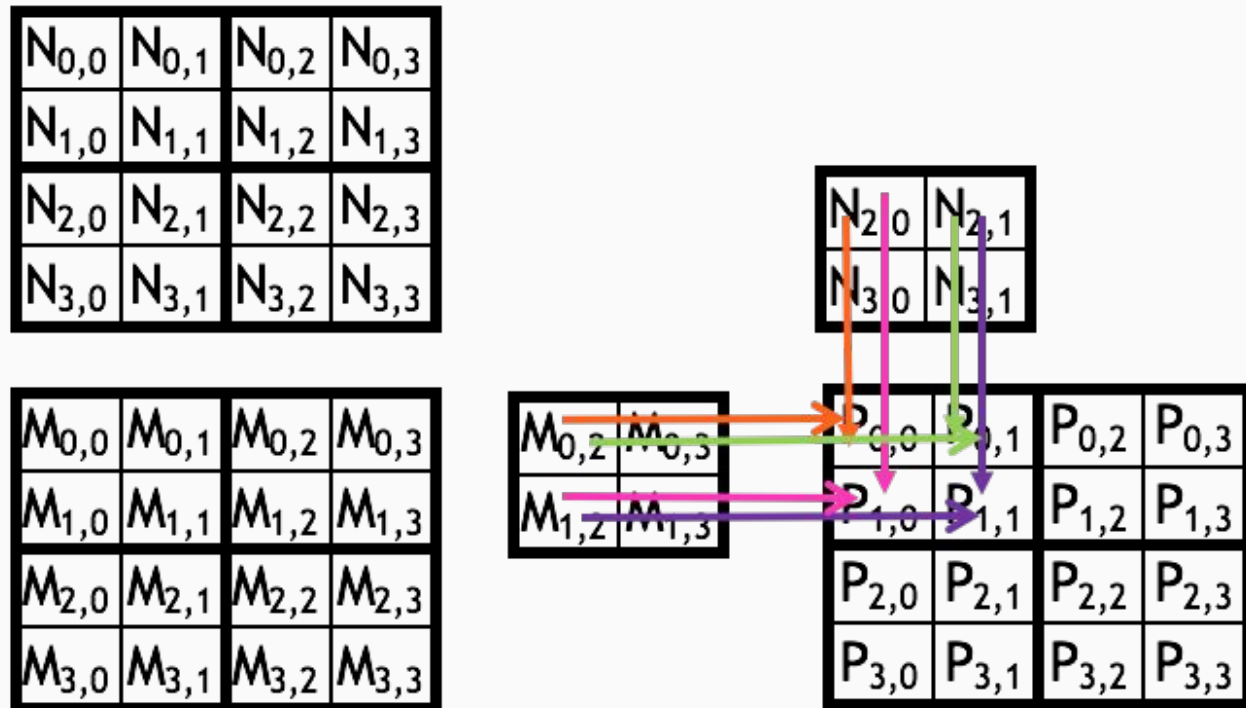 N0,0 N0,1 N0,2 N0,3
N1,0 N1,1 N1,2 N1,3
N2,0 N2,1 N2,2 N2,3
N3,0 N3,1 N3,2 N3,3
N2,0 N2,1
N3,0 N3,1
M0,0 M0,1 M0,2 M0,3
M1,0 M1,1 M1,2 M1,3
M2,0 M2,1 M2,2 M2,3
M3,0 M3,1 M3,2 M3,3
M0,2 M0,3
M1,2 M1,3
P0,0 P0,1 P0,2 P0,3
P1,0 P1,1 P1,2 P1,3
P2,0 P2,1 P2,2 P2,3
P3,0 P3,1 P3,2 P3,3